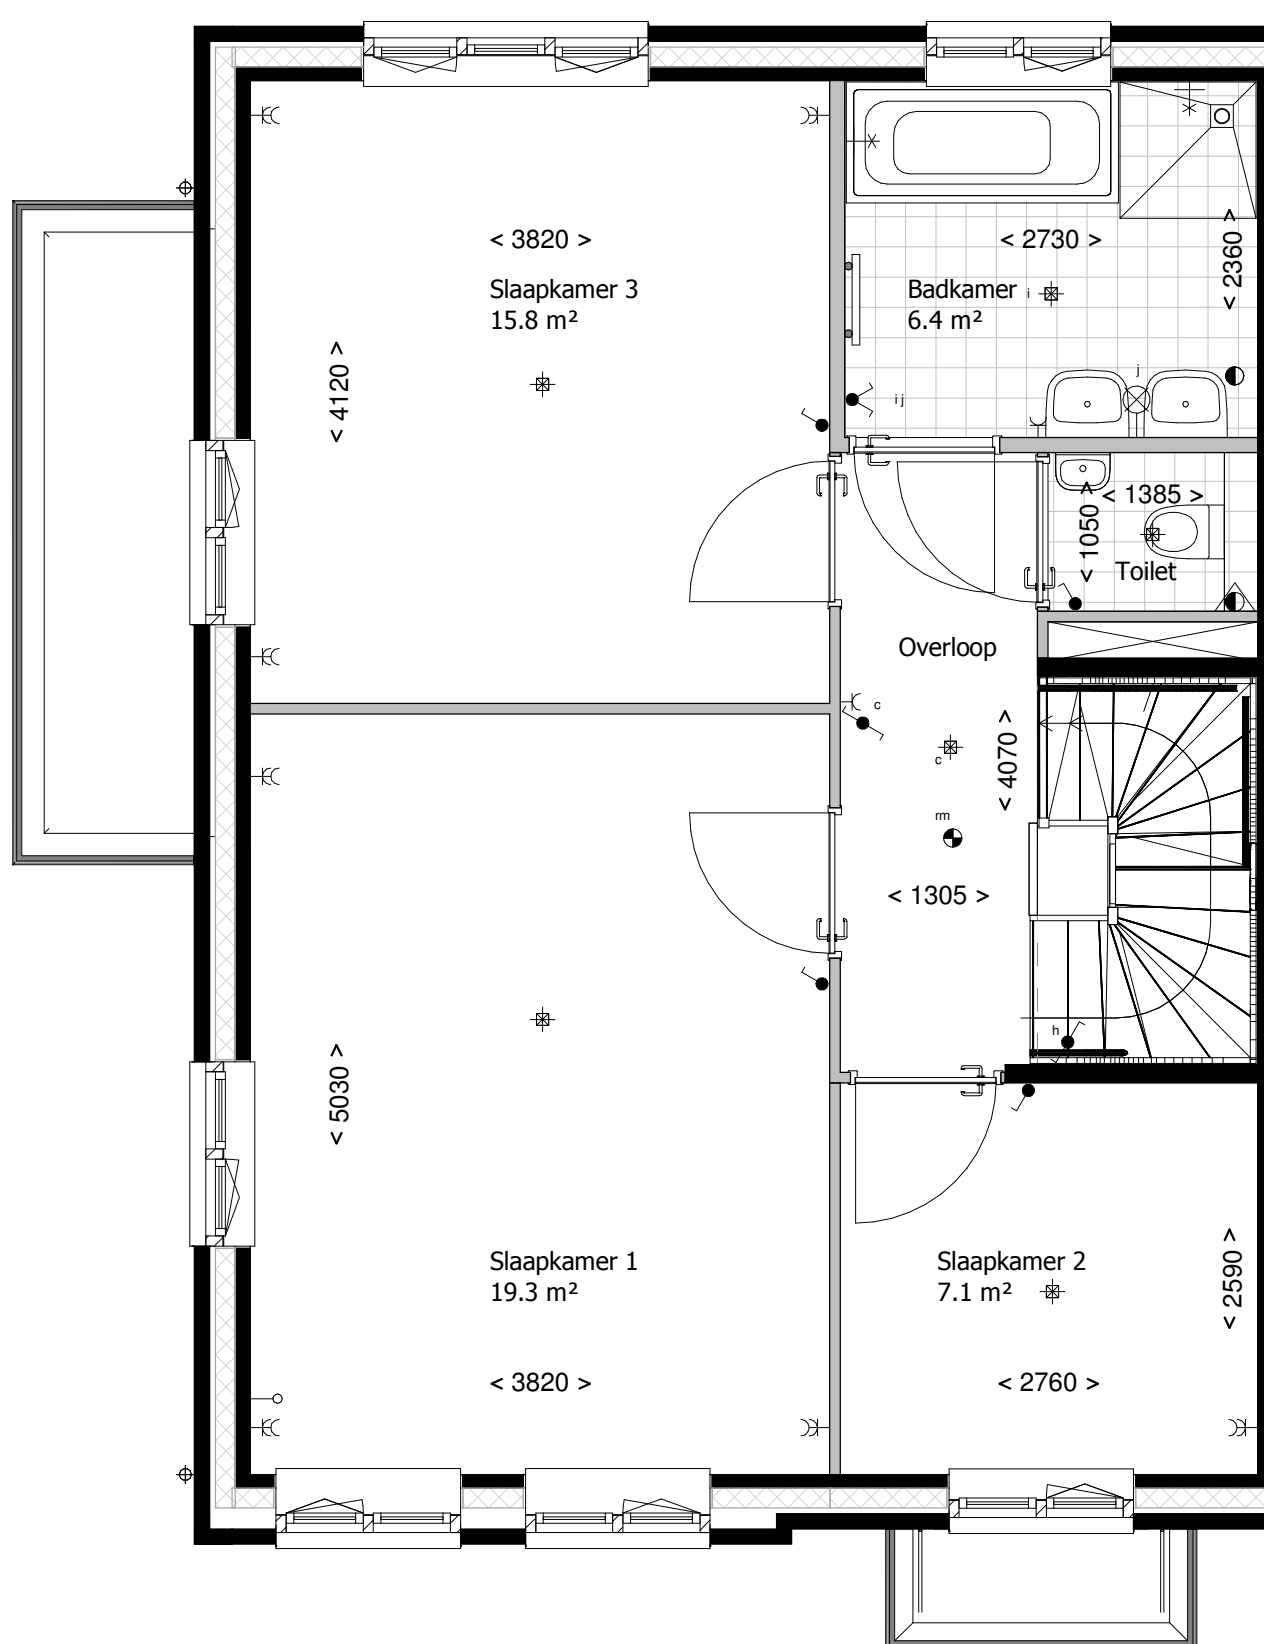 < 3820 >
Slaapkamer 3
15.8 m²
< 4120 >
< 2730 >
Badkamer
6.4 m²
i
< 2360 >
j
i j
< 1385 >
< 1050 >
Toilet
Overloop
c
c
< 4070 >
rm
< 1305 >
h
< 5030 >
Slaapkamer 1
19.3 m²
< 3820 >
Slaapkamer 2
7.1 m²
< 2590 >
< 2760 >